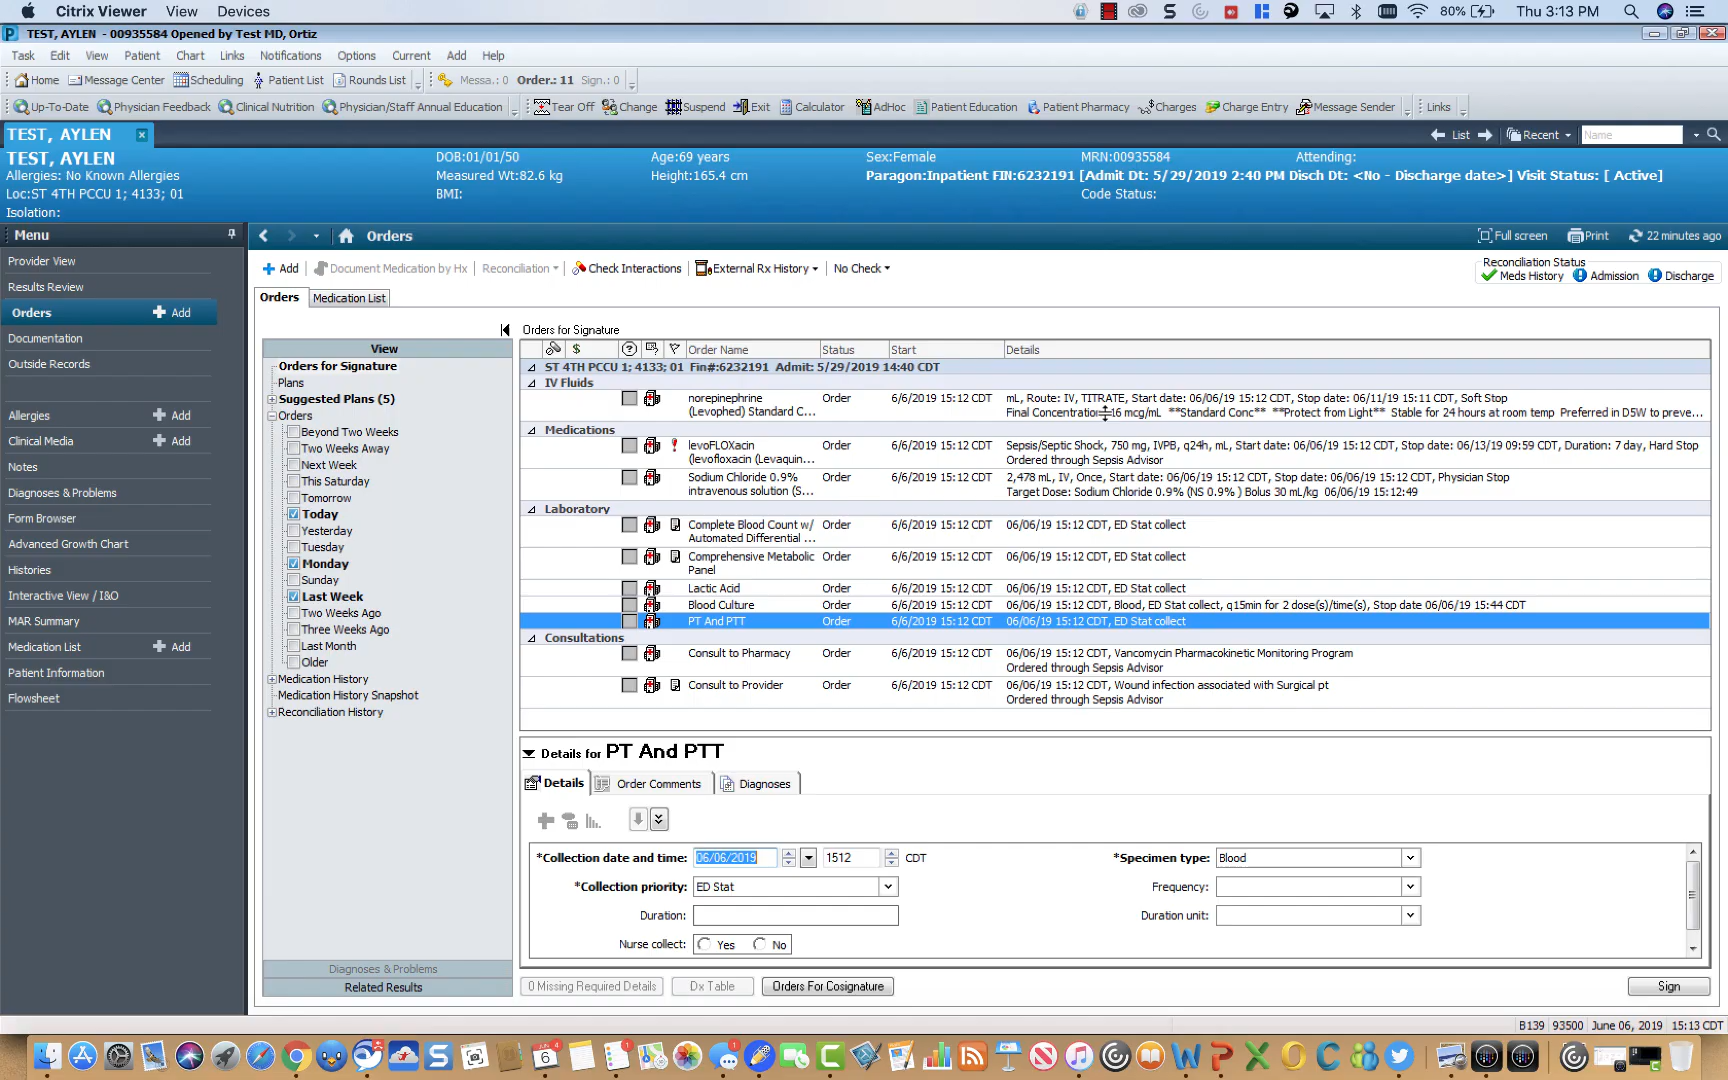 Citrix Viewer View Devices 80% Thu 3:13 PM
TEST, AYLEN - 00935584 Opened by Test MD, Ortiz
Task Edit View Patient Chart Links Notifications Options Current Add Help
Home Message Center Scheduling Patient List Rounds List Messa.: 0 Order.: 11 Sign.: 0
Up-To-Date Physician Feedback Clinical Nutrition Physician/Staff Annual Education Tear Off Change Suspend Exit Calculator AdHoc Patient Education Patient Pharmacy Charges Charge Entry Message Sender Links
TEST, AYLEN List Recent Name
TEST, AYLEN DOB:01/01/50 Age:69 years Sex:Female MRN:00935584 Attending:
Allergies: No Known Allergies Measured Wt:82.6 kg Height:165.4 cm Paragon:Inpatient FIN:6232191 [Admit Dt: 5/29/2019 2:40 PM Disch Dt: <No - Discharge date>] Visit Status: [ Active]
Loc:ST 4TH PCCU 1; 4133; 01 BMI: Code Status:
Isolation:
Menu
Provider View
Results Review
Orders Add
Documentation
Outside Records
Allergies Add
Clinical Media Add
Notes
Diagnoses & Problems
Form Browser
Advanced Growth Chart
Histories
Interactive View / I&O
MAR Summary
Medication List Add
Patient Information
Flowsheet
Orders Full screen Print 22 minutes ago
Add Document Medication by Hx Reconciliation Check Interactions External Rx History No Check
Reconciliation Status
Meds History Admission Discharge
Orders Medication List
View
Orders for Signature
Plans
Suggested Plans (5)
Orders
Beyond Two Weeks
Two Weeks Away
Next Week
This Saturday
Tomorrow
Today
Yesterday
Tuesday
Monday
Sunday
Last Week
Two Weeks Ago
Three Weeks Ago
Last Month
Older
Medication History
Medication History Snapshot
Reconciliation History
Diagnoses & Problems
Related Results
Orders for Signature
$ Order Name Status Start Details
ST 4TH PCCU 1; 4133; 01 Fin#:6232191 Admit: 5/29/2019 14:40 CDT
IV Fluids
norepinephrine Order 6/6/2019 15:12 CDT mL, Route: IV, TITRATE, Start date: 06/06/19 15:12 CDT, Stop date: 06/11/19 15:11 CDT, Soft Stop
(Levophed) Standard C... Final Concentration 16 mcg/mL **Standard Conc** **Protect from Light** Stable for 24 hours at room temp Preferred in D5W to preve...
Medications
levoFLOXacin Order 6/6/2019 15:12 CDT Sepsis/Septic Shock, 750 mg, IVPB, q24h, mL, Start date: 06/06/19 15:12 CDT, Stop date: 06/13/19 09:59 CDT, Duration: 7 day, Hard Stop
(levofloxacin (Levaquin... Ordered through Sepsis Advisor
Sodium Chloride 0.9% Order 6/6/2019 15:12 CDT 2,478 mL, IV, Once, Start date: 06/06/19 15:12 CDT, Stop date: 06/06/19 15:12 CDT, Physician Stop
intravenous solution (S... Target Dose: Sodium Chloride 0.9% (NS 0.9% ) Bolus 30 mL/kg 06/06/19 15:12:49
Laboratory
Complete Blood Count w/ Order 6/6/2019 15:12 CDT 06/06/19 15:12 CDT, ED Stat collect
Automated Differential ...
Comprehensive Metabolic Order 6/6/2019 15:12 CDT 06/06/19 15:12 CDT, ED Stat collect
Panel
Lactic Acid Order 6/6/2019 15:12 CDT 06/06/19 15:12 CDT, ED Stat collect
Blood Culture Order 6/6/2019 15:12 CDT 06/06/19 15:12 CDT, Blood, ED Stat collect, q15min for 2 dose(s)/time(s), Stop date 06/06/19 15:44 CDT
PT And PTT Order 6/6/2019 15:12 CDT 06/06/19 15:12 CDT, ED Stat collect
Consultations
Consult to Pharmacy Order 6/6/2019 15:12 CDT 06/06/19 15:12 CDT, Vancomycin Pharmacokinetic Monitoring Program
Ordered through Sepsis Advisor
Consult to Provider Order 6/6/2019 15:12 CDT 06/06/19 15:12 CDT, Wound infection associated with Surgical pt
Ordered through Sepsis Advisor
Details for PT And PTT
Details Order Comments Diagnoses
*Collection date and time: 06/06/2019 1512 CDT *Specimen type: Blood
*Collection priority: ED Stat Frequency:
Duration: Duration unit:
Nurse collect: Yes No
0 Missing Required Details Dx Table Orders For Cosignature Sign
B139 93500 June 06, 2019 15:13 CDT